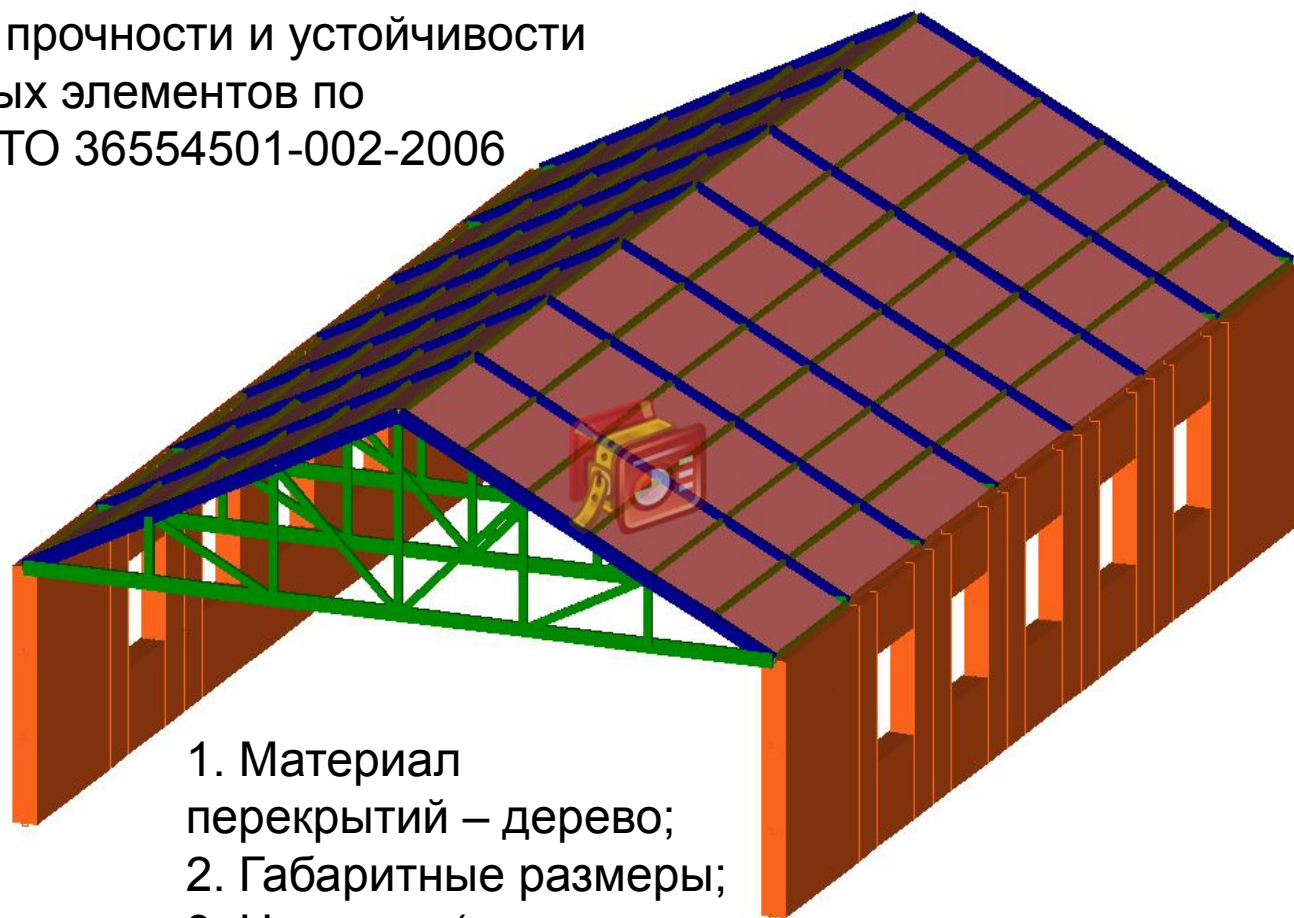 прочности и устойчивости
ых элементов по
ТО 36554501-002-2006
1. Материал
перекрытий – дерево;
2. Габаритные размеры;